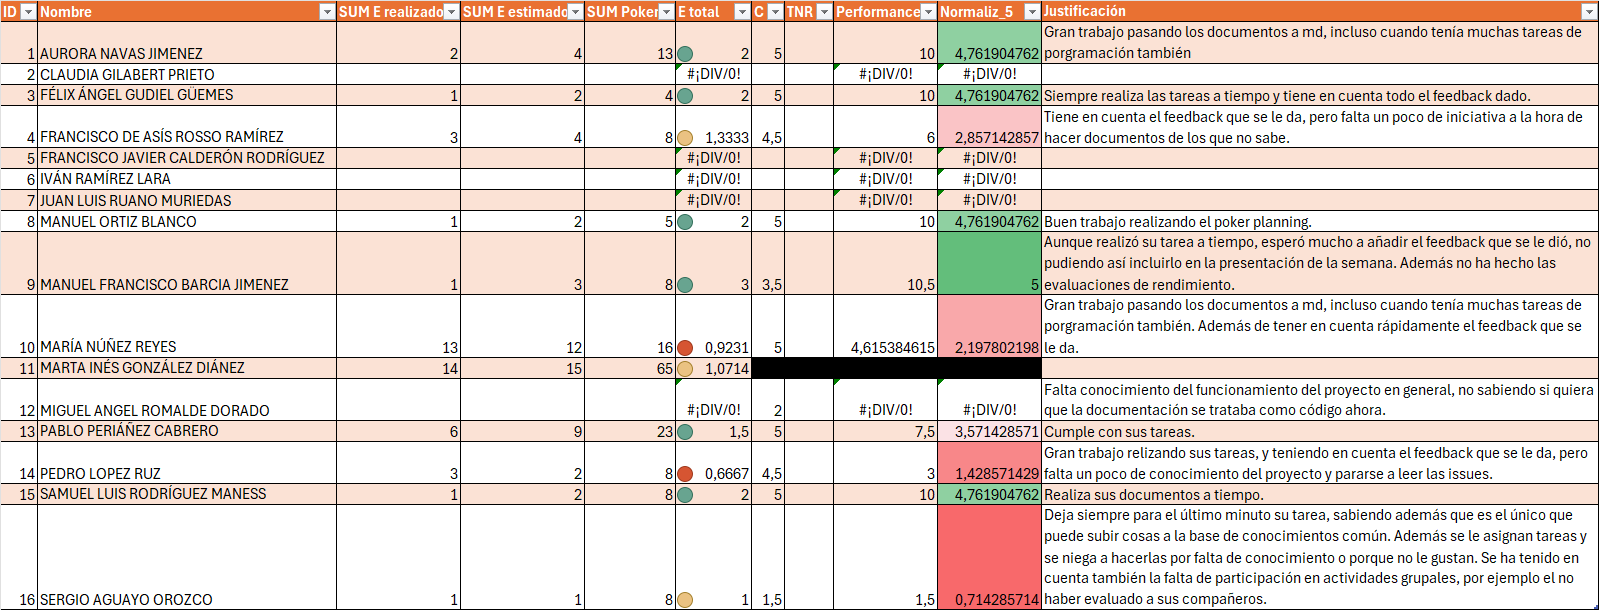 ID Nombre SUM E realizado SUM E estimado SUM Poker E total C TNR Performance Normaliz_5 Justificación
Gran trabajo pasando los documentos a md, incluso cuando tenía muchas tareas de
1 AURORA NAVAS JIMENEZ 2 4 13 2 5 10 4,761904762 porgramación también
2 CLAUDIA GILABERT PRIETO #¡DIV/0! #¡DIV/0! #¡DIV/0!
3 FÉLIX ÁNGEL GUDIEL GÜEMES 1 2 4 2 5 10 4,761904762 Siempre realiza las tareas a tiempo y tiene en cuenta todo el feedback dado.
Tiene en cuenta el feedback que se le da, pero falta un poco de iniciativa a la hora de
4 FRANCISCO DE ASÍS ROSSO RAMÍREZ 3 4 8 1,3333 4,5 6 2,857142857 hacer documentos de los que no sabe.
5 FRANCISCO JAVIER CALDERÓN RODRÍGUEZ #¡DIV/0! #¡DIV/0! #¡DIV/0!
6 IVÁN RAMÍREZ LARA #¡DIV/0! #¡DIV/0! #¡DIV/0!
7 JUAN LUIS RUANO MURIEDAS #¡DIV/0! #¡DIV/0! #¡DIV/0!
8 MANUEL ORTIZ BLANCO 1 2 5 2 5 10 4,761904762 Buen trabajo realizando el poker planning.
Aunque realizó su tarea a tiempo, esperó mucho a añadir el feedback que se le dió, no
pudiendo así incluirlo en la presentación de la semana. Además no ha hecho las
9 MANUEL FRANCISCO BARCIA JIMENEZ 1 3 8 3 3,5 10,5 5 evaluaciones de rendimiento.
Gran trabajo pasando los documentos a md, incluso cuando tenía muchas tareas de
porgramación también. Además de tener en cuenta rápidamente el feedback que se
10 MARÍA NÚÑEZ REYES 13 12 16 0,9231 5 4,615384615 2,197802198 le da.
11 MARTA INÉS GONZÁLEZ DIÁNEZ 14 15 65 1,0714
Falta conocimiento del funcionamiento del proyecto en general, no sabiendo si quiera
12 MIGUEL ANGEL ROMALDE DORADO #¡DIV/0! 2 #¡DIV/0! #¡DIV/0! que la documentación se trataba como código ahora.
13 PABLO PERIÁÑEZ CABRERO 6 9 23 1,5 5 7,5 3,571428571 Cumple con sus tareas.
Gran trabajo relizando sus tareas, y teniendo en cuenta el feedback que se le da, pero
14 PEDRO LOPEZ RUZ 3 2 8 0,6667 4,5 3 1,428571429 falta un poco de conocimiento del proyecto y pararse a leer las issues.
15 SAMUEL LUIS RODRÍGUEZ MANESS 1 2 8 2 5 10 4,761904762 Realiza sus documentos a tiempo.
Deja siempre para el último minuto su tarea, sabiendo además que es el único que
puede subir cosas a la base de conocimientos común. Además se le asignan tareas y
se niega a hacerlas por falta de conocimiento o porque no le gustan. Se ha tenido en
cuenta también la falta de participación en actividades grupales, por ejemplo el no
16 SERGIO AGUAYO OROZCO 1 1 8 1 1,5 1,5 0,714285714 haber evaluado a sus compañeros.